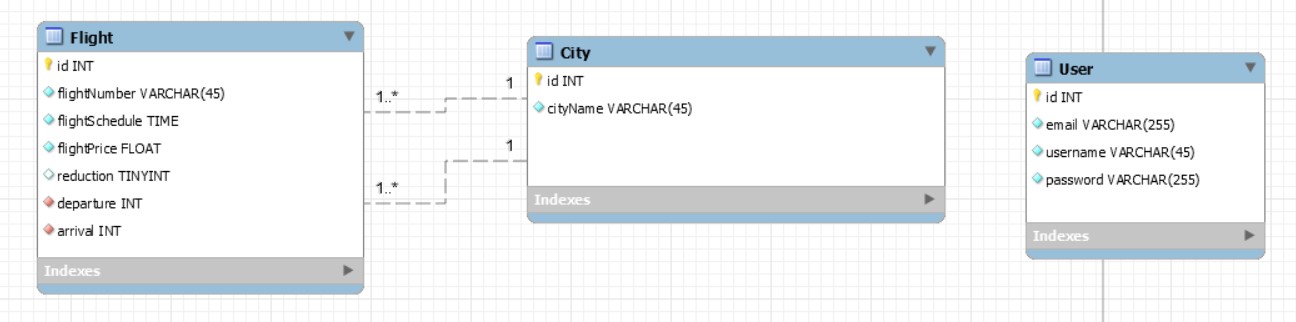 Flight
id INT
flightNumber VARCHAR(45)
flightSchedule TIME
flightPrice FLOAT
reduction TINYINT
departure INT
arrival INT
Indexes
1..*
1
1..*
1
City
id INT
cityName VARCHAR(45)
Indexes
User
id INT
email VARCHAR(255)
username VARCHAR(45)
password VARCHAR(255)
Indexes